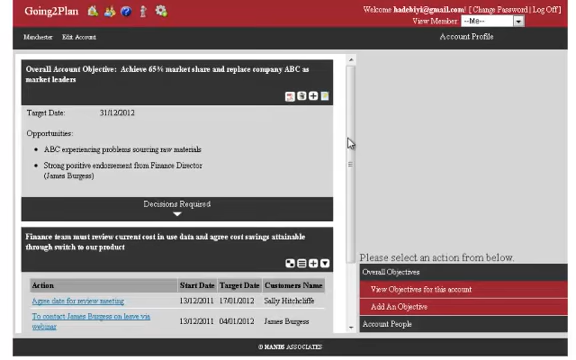 Going2Plan
Welcome hadebiyi@gmail.com! [ Change Password | Log Off ]
View Member --Me--
Manchester Edit Account
Account Profile
Overall Account Objective: Achieve 65% market share and replace company ABC as
market leaders
Target Date: 31/12/2012
Opportunities:
ABC experiencing problems sourcing raw materials
Strong positive endorsement from Finance Director
(James Burgess)
Decisions Required
Finance team must review current cost in use data and agree cost savings attainable
through switch to our product
Action Start Date Target Date Customers Name
Agree date for review meeting 13/12/2011 17/01/2012 Sally Hitchcliffe
To contact James Burgess on leave via
webinar 13/12/2011 04/01/2012 James Burgess
Please select an action from below.
Overall Objectives
View Objectives for this account
Add An Objective
Account People
© HANIS ASSOCIATES